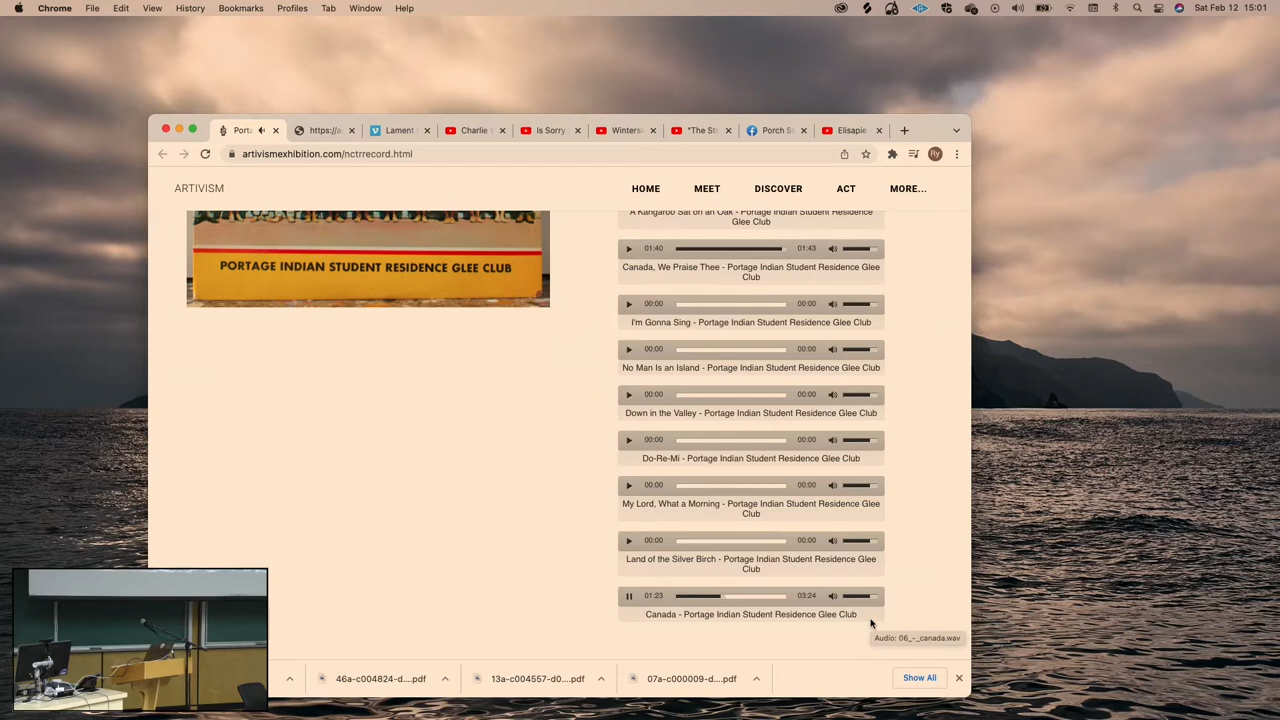 Chrome File Edit View History Bookmarks Profiles Tab Window Help
Sat Feb 12 15:01
Porta
https://a
Lament
Charlie
Is Sorry
Winters
"The St
Porch S
Elisapie
artivismexhibition.com/nctrrecord.html
Ry
ARTIVISM
HOME MEET DISCOVER ACT MORE...
PORTAGE INDIAN STUDENT RESIDENCE GLEE CLUB
A Kangaroo Sat on an Oak - Portage Indian Student Residence
Glee Club
01:40 01:43
Canada, We Praise Thee - Portage Indian Student Residence Glee
Club
00:00 00:00
I'm Gonna Sing - Portage Indian Student Residence Glee Club
00:00 00:00
No Man Is an Island - Portage Indian Student Residence Glee Club
00:00 00:00
Down in the Valley - Portage Indian Student Residence Glee Club
00:00 00:00
Do-Re-Mi - Portage Indian Student Residence Glee Club
00:00 00:00
My Lord, What a Morning - Portage Indian Student Residence Glee
Club
00:00 00:00
Land of the Silver Birch - Portage Indian Student Residence Glee
Club
01:23 03:24
Canada - Portage Indian Student Residence Glee Club
Audio: 06_-_canada.wav
46a-c004824-d....pdf
13a-c004557-d0....pdf
07a-c000009-d....pdf
Show All